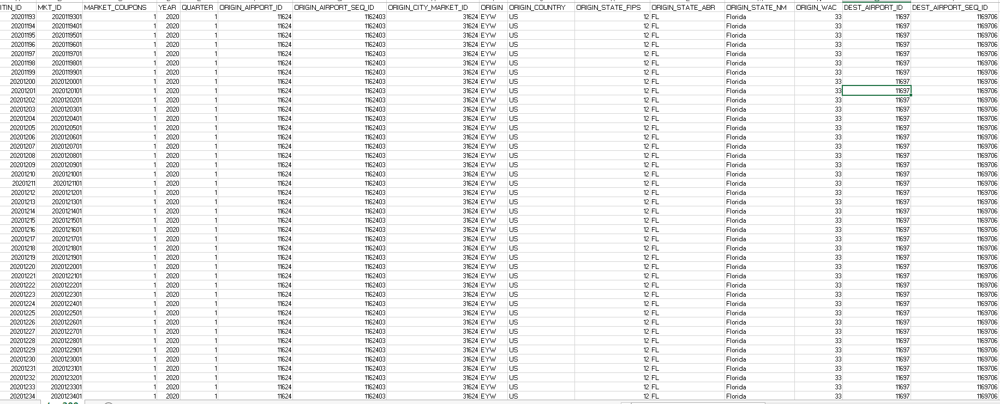 ITIN_ID MKT_ID MARKET_COUPONS YEAR QUARTER ORIGIN_AIRPORT_ID ORIGIN_AIRPORT_SEQ_ID ORIGIN_CITY_MARKET_ID ORIGIN ORIGIN_COUNTRY ORIGIN_STATE_FIPS ORIGIN_STATE_ABR ORIGIN_STATE_NM ORIGIN_WAC DEST_AIRPORT_ID DEST_AIRPORT_SEQ_ID
20201193 2020119301 1 2020 1 11624 1162403 31624 EYW US 12 FL Florida 33 11697 1169706
20201194 2020119401 1 2020 1 11624 1162403 31624 EYW US 12 FL Florida 33 11697 1169706
20201195 2020119501 1 2020 1 11624 1162403 31624 EYW US 12 FL Florida 33 11697 1169706
20201196 2020119601 1 2020 1 11624 1162403 31624 EYW US 12 FL Florida 33 11697 1169706
20201197 2020119701 1 2020 1 11624 1162403 31624 EYW US 12 FL Florida 33 11697 1169706
20201198 2020119801 1 2020 1 11624 1162403 31624 EYW US 12 FL Florida 33 11697 1169706
20201199 2020119901 1 2020 1 11624 1162403 31624 EYW US 12 FL Florida 33 11697 1169706
20201200 2020120001 1 2020 1 11624 1162403 31624 EYW US 12 FL Florida 33 11697 1169706
20201201 2020120101 1 2020 1 11624 1162403 31624 EYW US 12 FL Florida 33 11697 1169706
20201202 2020120201 1 2020 1 11624 1162403 31624 EYW US 12 FL Florida 33 11697 1169706
20201203 2020120301 1 2020 1 11624 1162403 31624 EYW US 12 FL Florida 33 11697 1169706
20201204 2020120401 1 2020 1 11624 1162403 31624 EYW US 12 FL Florida 33 11697 1169706
20201205 2020120501 1 2020 1 11624 1162403 31624 EYW US 12 FL Florida 33 11697 1169706
20201206 2020120601 1 2020 1 11624 1162403 31624 EYW US 12 FL Florida 33 11697 1169706
20201207 2020120701 1 2020 1 11624 1162403 31624 EYW US 12 FL Florida 33 11697 1169706
20201208 2020120801 1 2020 1 11624 1162403 31624 EYW US 12 FL Florida 33 11697 1169706
20201209 2020120901 1 2020 1 11624 1162403 31624 EYW US 12 FL Florida 33 11697 1169706
20201210 2020121001 1 2020 1 11624 1162403 31624 EYW US 12 FL Florida 33 11697 1169706
20201211 2020121101 1 2020 1 11624 1162403 31624 EYW US 12 FL Florida 33 11697 1169706
20201212 2020121201 1 2020 1 11624 1162403 31624 EYW US 12 FL Florida 33 11697 1169706
20201213 2020121301 1 2020 1 11624 1162403 31624 EYW US 12 FL Florida 33 11697 1169706
20201214 2020121401 1 2020 1 11624 1162403 31624 EYW US 12 FL Florida 33 11697 1169706
20201215 2020121501 1 2020 1 11624 1162403 31624 EYW US 12 FL Florida 33 11697 1169706
20201216 2020121601 1 2020 1 11624 1162403 31624 EYW US 12 FL Florida 33 11697 1169706
20201217 2020121701 1 2020 1 11624 1162403 31624 EYW US 12 FL Florida 33 11697 1169706
20201218 2020121801 1 2020 1 11624 1162403 31624 EYW US 12 FL Florida 33 11697 1169706
20201219 2020121901 1 2020 1 11624 1162403 31624 EYW US 12 FL Florida 33 11697 1169706
20201220 2020122001 1 2020 1 11624 1162403 31624 EYW US 12 FL Florida 33 11697 1169706
20201221 2020122101 1 2020 1 11624 1162403 31624 EYW US 12 FL Florida 33 11697 1169706
20201222 2020122201 1 2020 1 11624 1162403 31624 EYW US 12 FL Florida 33 11697 1169706
20201223 2020122301 1 2020 1 11624 1162403 31624 EYW US 12 FL Florida 33 11697 1169706
20201224 2020122401 1 2020 1 11624 1162403 31624 EYW US 12 FL Florida 33 11697 1169706
20201225 2020122501 1 2020 1 11624 1162403 31624 EYW US 12 FL Florida 33 11697 1169706
20201226 2020122601 1 2020 1 11624 1162403 31624 EYW US 12 FL Florida 33 11697 1169706
20201227 2020122701 1 2020 1 11624 1162403 31624 EYW US 12 FL Florida 33 11697 1169706
20201228 2020122801 1 2020 1 11624 1162403 31624 EYW US 12 FL Florida 33 11697 1169706
20201229 2020122901 1 2020 1 11624 1162403 31624 EYW US 12 FL Florida 33 11697 1169706
20201230 2020123001 1 2020 1 11624 1162403 31624 EYW US 12 FL Florida 33 11697 1169706
20201231 2020123101 1 2020 1 11624 1162403 31624 EYW US 12 FL Florida 33 11697 1169706
20201232 2020123201 1 2020 1 11624 1162403 31624 EYW US 12 FL Florida 33 11697 1169706
20201233 2020123301 1 2020 1 11624 1162403 31624 EYW US 12 FL Florida 33 11697 1169706
20201234 2020123401 1 2020 1 11624 1162403 31624 EYW US 12 FL Florida 33 11697 1169706